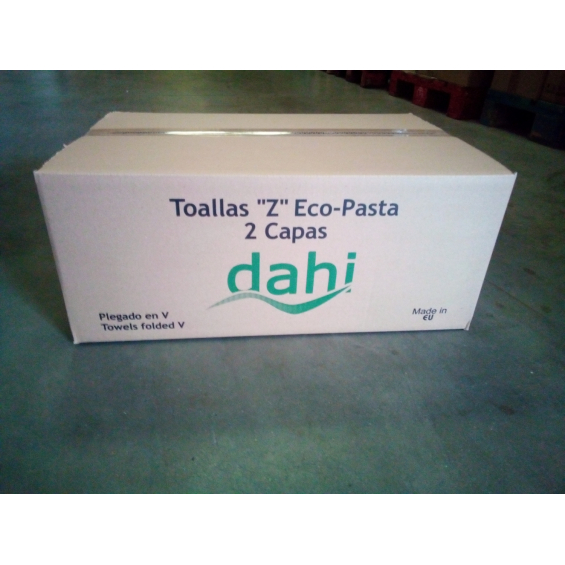 Toallas "Z" Eco-Pasta
2 Capas
dahi
Plegado en V
Towels folded V
Made in
EU